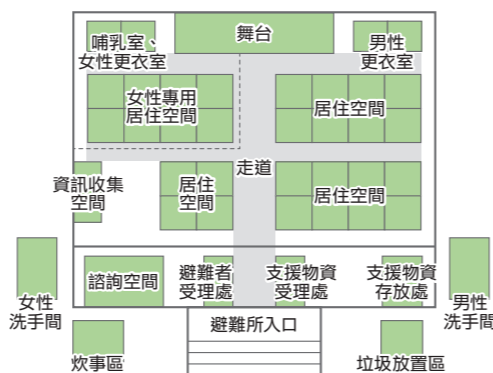 哺乳室、
女性更衣室
舞台
男性
更衣室
女性專用
居住空間
居住空間
走道
資訊收集
空間
居住
空間
居住空間
女性
洗手間
諮詢空間
避難者
受理處
支援物資
受理處
支援物資
存放處
男性
洗手間
避難所入口
炊事區
垃圾放置區